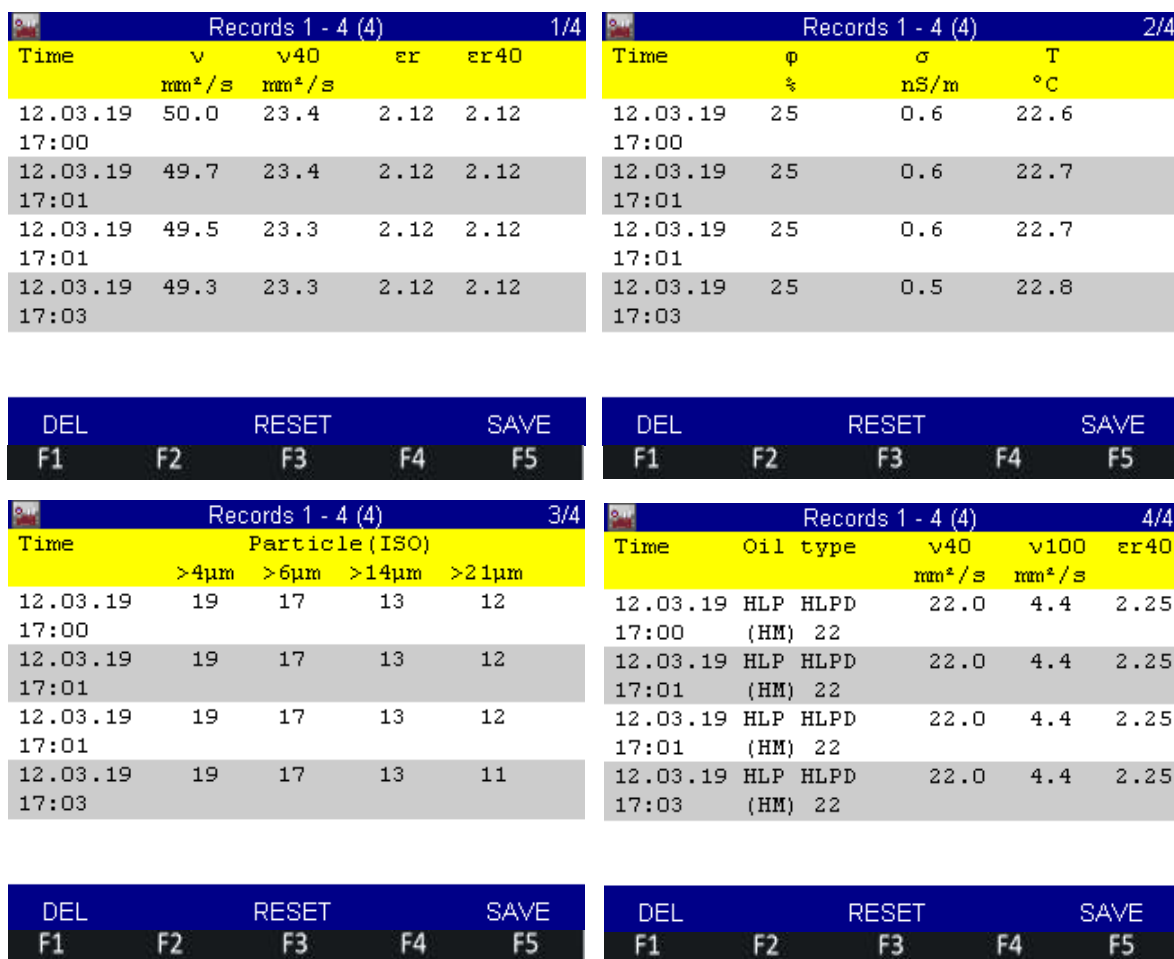 Records 1 - 4 (4) 1/4
Time ν ν40 εr εr40
mm²/s mm²/s
12.03.19 50.0 23.4 2.12 2.12
17:00
12.03.19 49.7 23.4 2.12 2.12
17:01
12.03.19 49.5 23.3 2.12 2.12
17:01
12.03.19 49.3 23.3 2.12 2.12
17:03
DEL RESET SAVE
F1 F2 F3 F4 F5
Records 1 - 4 (4) 2/4
Time φ σ T
% nS/m °C
12.03.19 25 0.6 22.6
17:00
12.03.19 25 0.6 22.7
17:01
12.03.19 25 0.6 22.7
17:01
12.03.19 25 0.5 22.8
17:03
DEL RESET SAVE
F1 F2 F3 F4 F5
Records 1 - 4 (4) 3/4
Time Particle(ISO)
>4µm >6µm >14µm >21µm
12.03.19 19 17 13 12
17:00
12.03.19 19 17 13 12
17:01
12.03.19 19 17 13 12
17:01
12.03.19 19 17 13 11
17:03
DEL RESET SAVE
F1 F2 F3 F4 F5
Records 1 - 4 (4) 4/4
Time Oil type ν40 ν100 εr40
mm²/s mm²/s
12.03.19 HLP HLPD 22.0 4.4 2.25
17:00 (HM) 22
12.03.19 HLP HLPD 22.0 4.4 2.25
17:01 (HM) 22
12.03.19 HLP HLPD 22.0 4.4 2.25
17:01 (HM) 22
12.03.19 HLP HLPD 22.0 4.4 2.25
17:03 (HM) 22
DEL RESET SAVE
F1 F2 F3 F4 F5